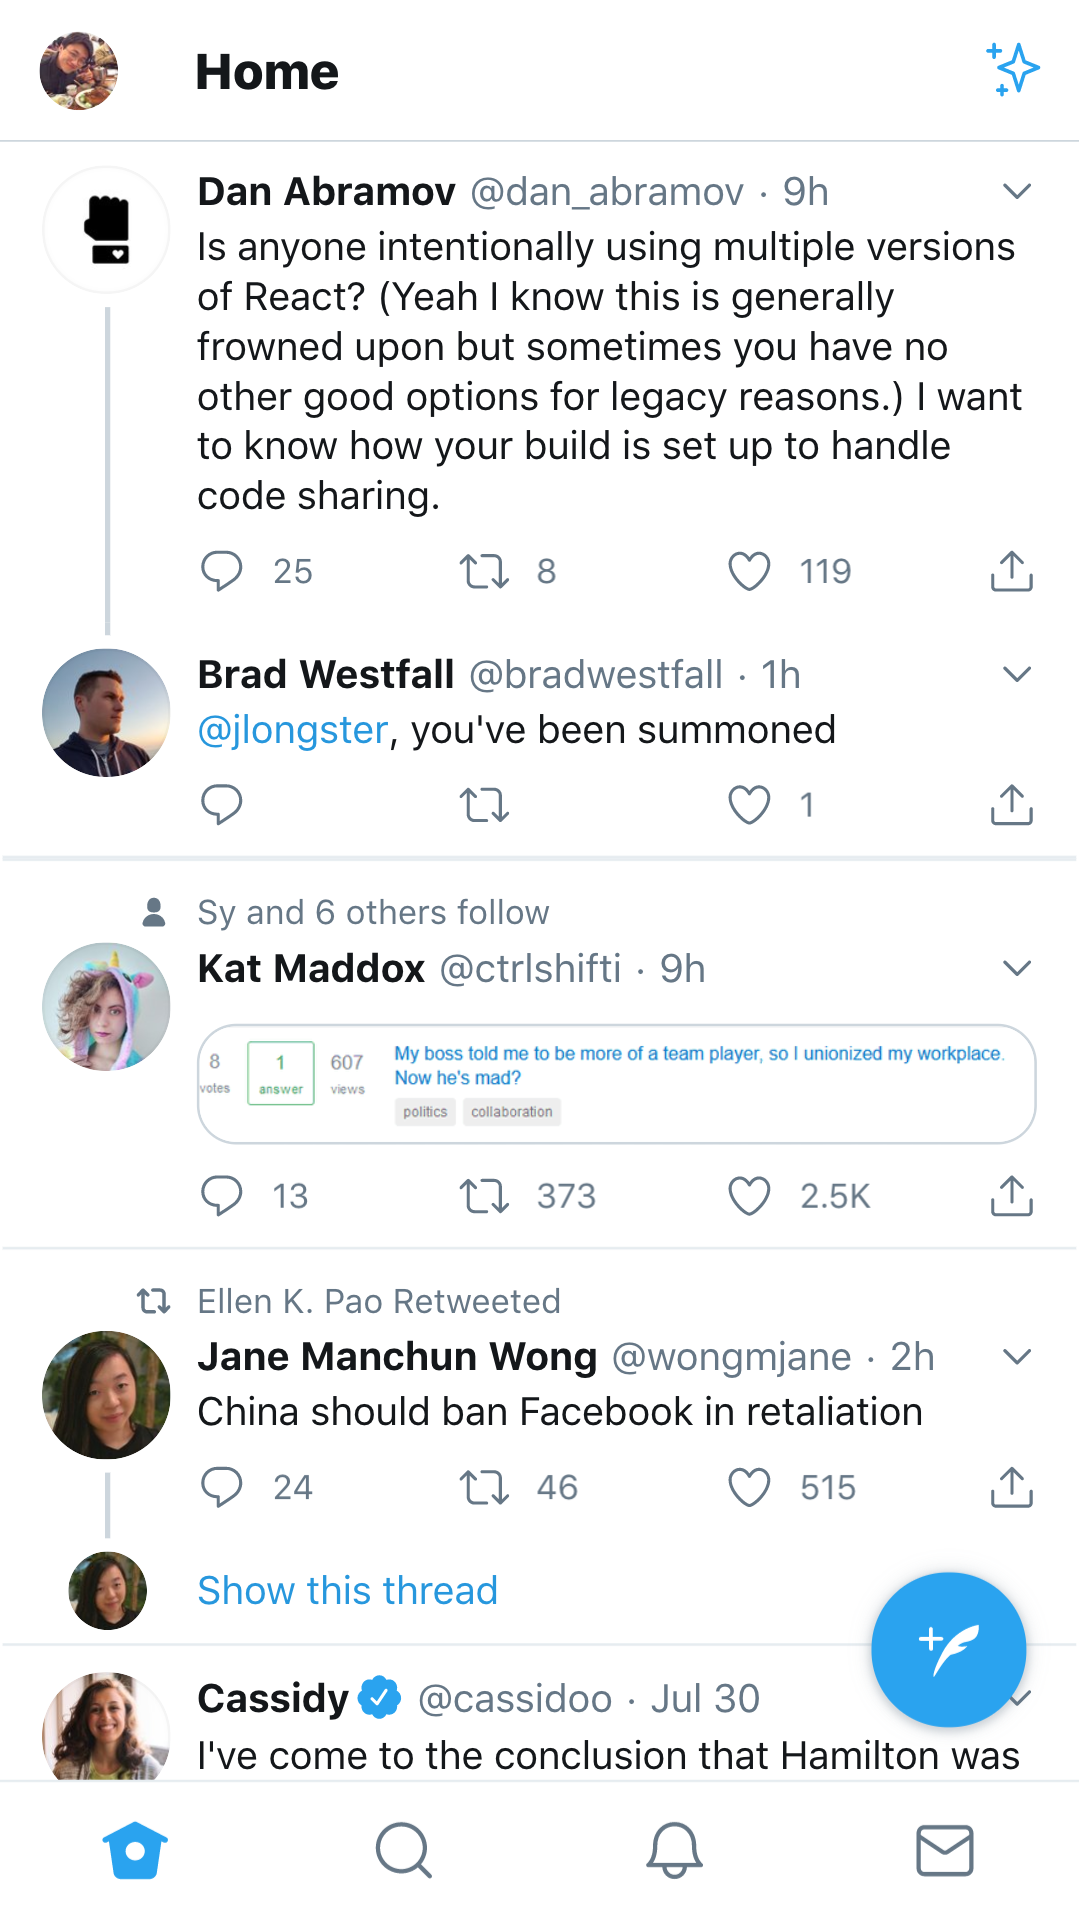 Home
Dan Abramov @dan_abramov · 9h
Is anyone intentionally using multiple versions
of React? (Yeah I know this is generally
frowned upon but sometimes you have no
other good options for legacy reasons.) I want
to know how your build is set up to handle
code sharing.
25 8 119
Brad Westfall @bradwestfall · 1h
@jlongster, you've been summoned
1
Sy and 6 others follow
Kat Maddox @ctrlshifti · 9h
8 1 607 My boss told me to be more of a team player, so I unionized my workplace.
votes answer views Now he's mad?
politics collaboration
13 373 2.5K
Ellen K. Pao Retweeted
Jane Manchun Wong @wongmjane · 2h
China should ban Facebook in retaliation
24 46 515
Show this thread
Cassidy @cassidoo · Jul 30
I've come to the conclusion that Hamilton was